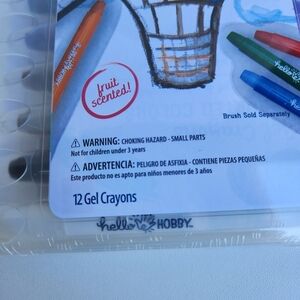 fruit
scented!
Brush Sold Separately
WARNING: CHOKING HAZARD - SMALL PARTS
Not for children under 3 years
ADVERTENCIA: PELIGRO DE ASFIXIA - CONTIENE PIEZAS PEQUEÑAS
Este producto no es apto para niños menores de 3 años
12 Gel Crayons
hello HOBBY